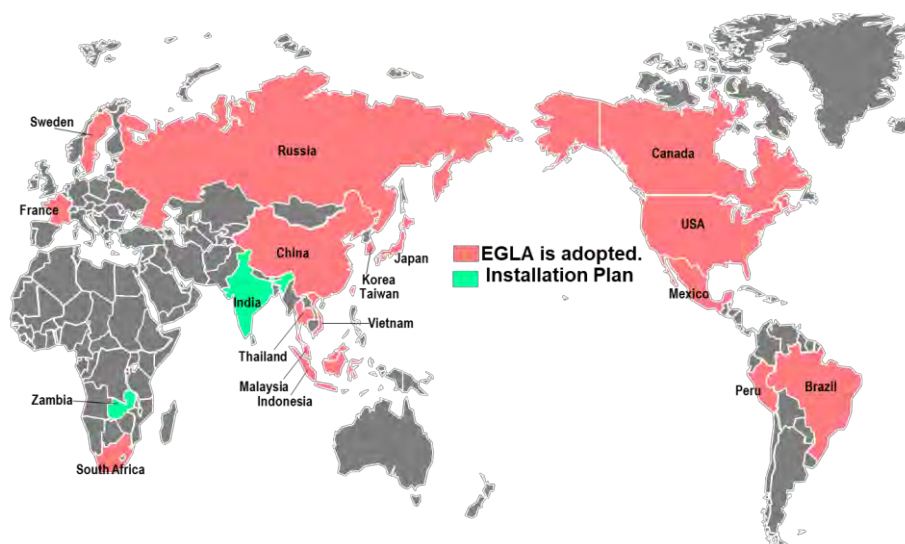 Sweden
Russia
Canada
France
USA
China
Japan
EGLA is adopted.
Installation Plan
Korea
Taiwan
India
Mexico
Vietnam
Thailand
Malaysia
Indonesia
Peru
Brazil
Zambia
South Africa